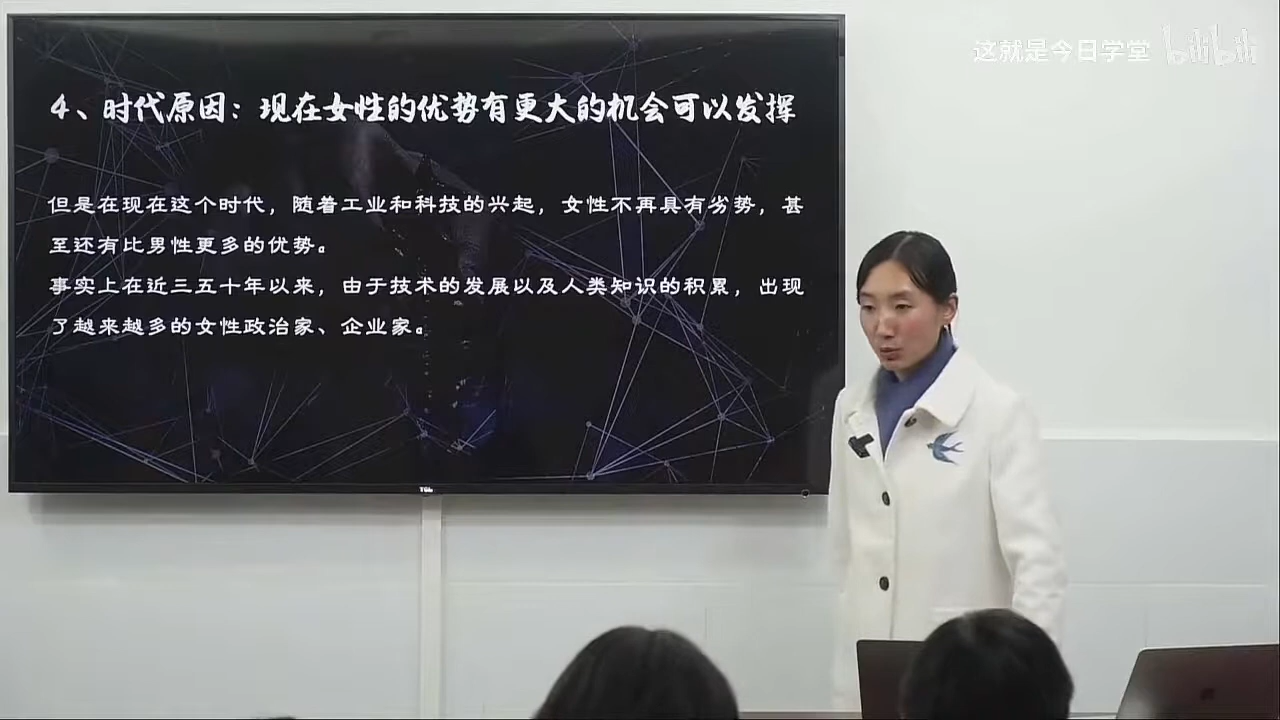 这就是今日学堂 bilibili
4、时代原因：现在女性的优势有更大的机会可以发挥
但是在现在这个时代，随着工业和科技的兴起，女性不再具有劣势，甚
至还有比男性更多的优势。
事实上在近三五十年以来，由于技术的发展以及人类知识的积累，出现
了越来越多的女性政治家、企业家。